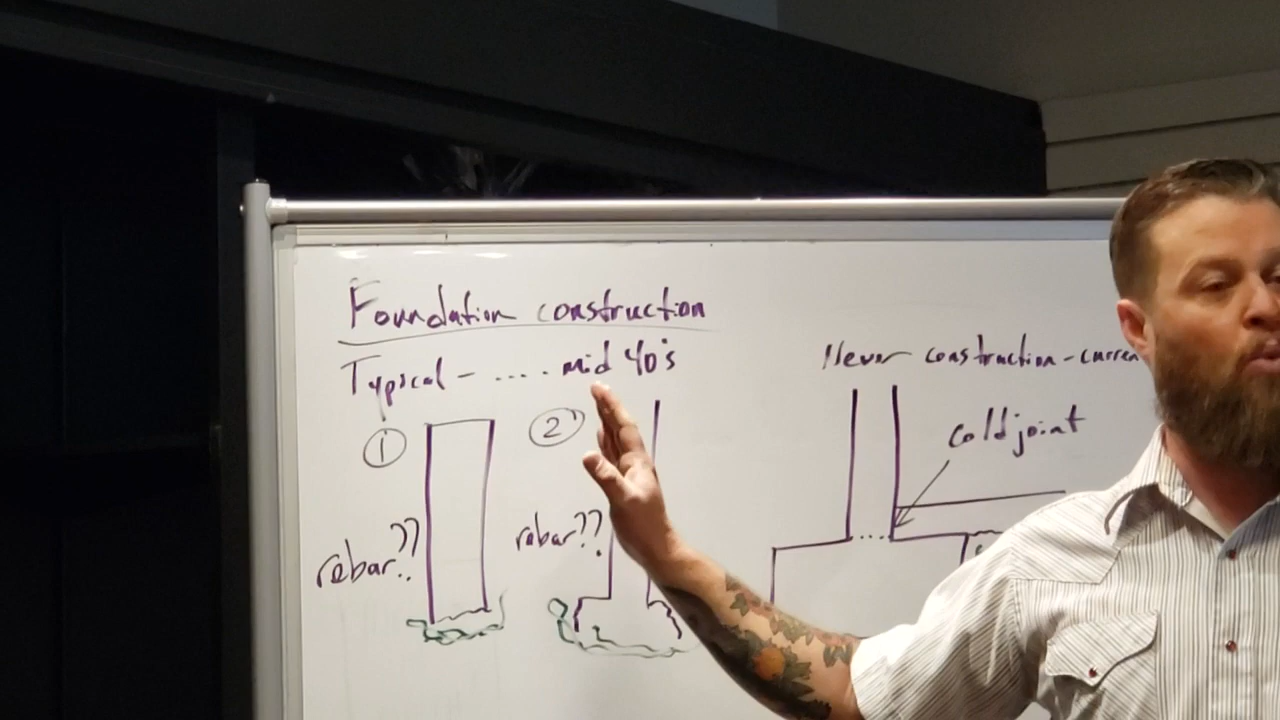 Foundation construction
Typical - .... mid 40's
1
2
rebar??
rebar??
Newer construction - curren
Cold joint